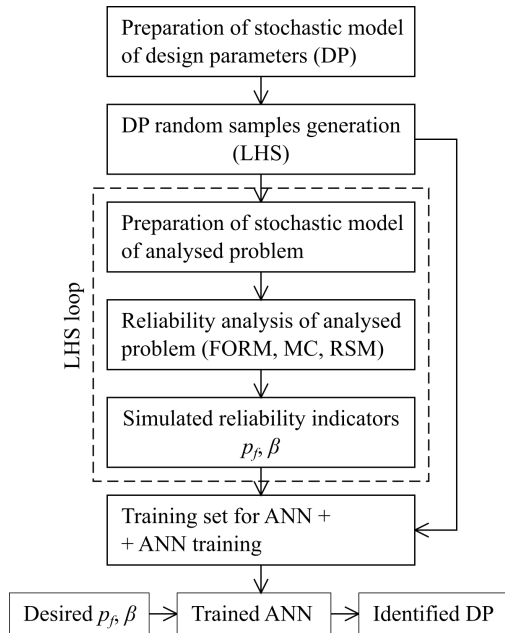 Preparation of stochastic model
of design parameters (DP)
DP random samples generation
(LHS)
LHS loop
Preparation of stochastic model
of analysed problem
Reliability analysis of analysed
problem (FORM, MC, RSM)
Simulated reliability indicators
p_f, β
Training set for ANN +
+ ANN training
Desired p_f, β
Trained ANN
Identified DP